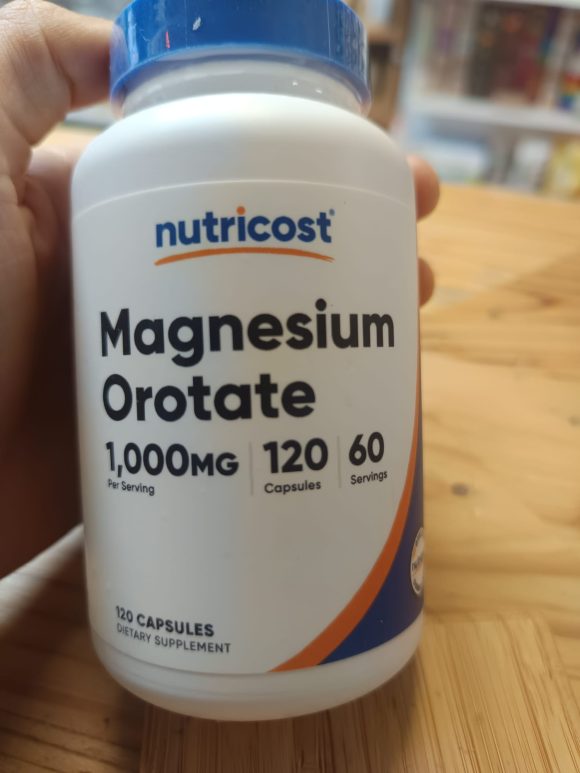 nutricost®
Magnesium
Orotate
1,000MG 120 60
Per Serving Capsules Servings
120 CAPSULES
DIETARY SUPPLEMENT